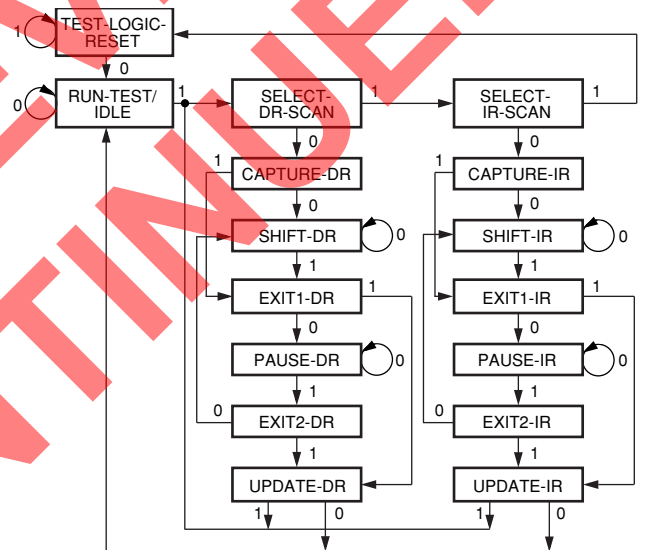 TEST-LOGIC-
RESET
1
0
RUN-TEST/
IDLE
0
1
SELECT-
DR-SCAN
1
SELECT-
IR-SCAN
1
0
0
1
CAPTURE-DR
1
CAPTURE-IR
0
0
SHIFT-DR
0
SHIFT-IR
0
1
1
EXIT1-DR
1
EXIT1-IR
1
0
0
PAUSE-DR
0
PAUSE-IR
0
1
1
0
EXIT2-DR
0
EXIT2-IR
1
1
UPDATE-DR
UPDATE-IR
1
0
1
0
TINUE